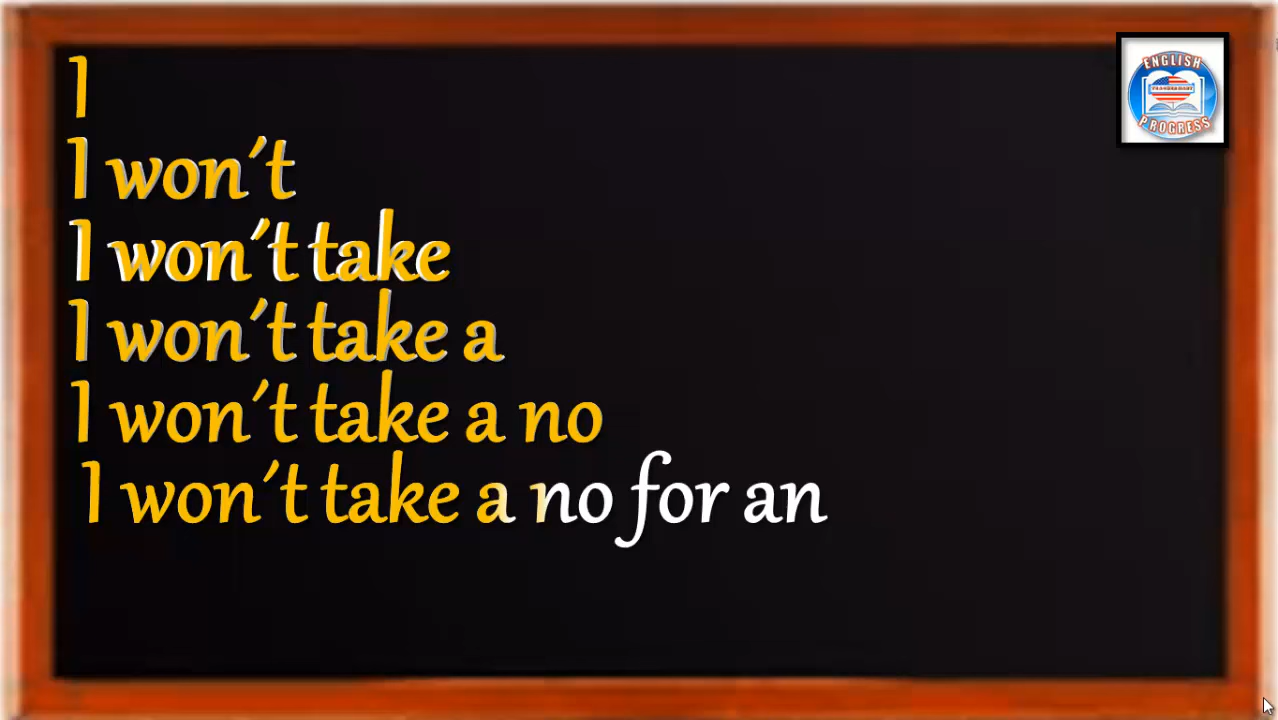 I
I won't
I won't take
I won't take a
I won't take a no
I won't take a no for an
ENGLISH
PROGRESS